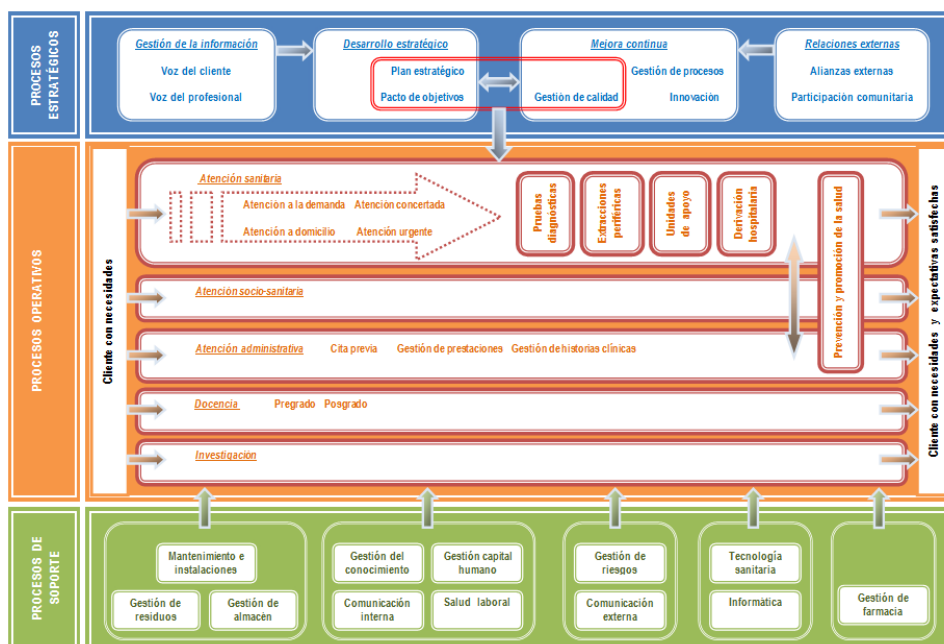 PROCESOS
ESTRATÉGICOS
Gestión de la información
Voz del cliente
Voz del profesional
Desarrollo estratégico
Plan estratégico
Pacto de objetivos
Mejora continua
Gestión de procesos
Gestión de calidad
Innovación
Relaciones externas
Alianzas externas
Participación comunitaria
PROCESOS OPERATIVOS
Cliente con necesidades
Atención sanitaria
Atención a la demanda
Atención concertada
Atención a domicilio
Atención urgente
Pruebas
diagnósticas
Extracciones
periféricas
Unidades
de apoyo
Derivación
hospitalaria
Prevención y promoción de la salud
Atención socio-sanitaria
Atención administrativa
Cita previa
Gestión de prestaciones
Gestión de historias clínicas
Docencia
Pregrado
Posgrado
Investigación
Cliente con necesidades y expectativas satisfechas
PROCESOS DE
SOPORTE
Mantenimiento e
instalaciones
Gestión de
residuos
Gestión de
almacén
Gestión del
conocimiento
Gestión capital
humano
Comunicación
interna
Salud laboral
Gestión de
riesgos
Comunicación
externa
Tecnología
sanitaria
Informàtica
Gestión de
farmacia